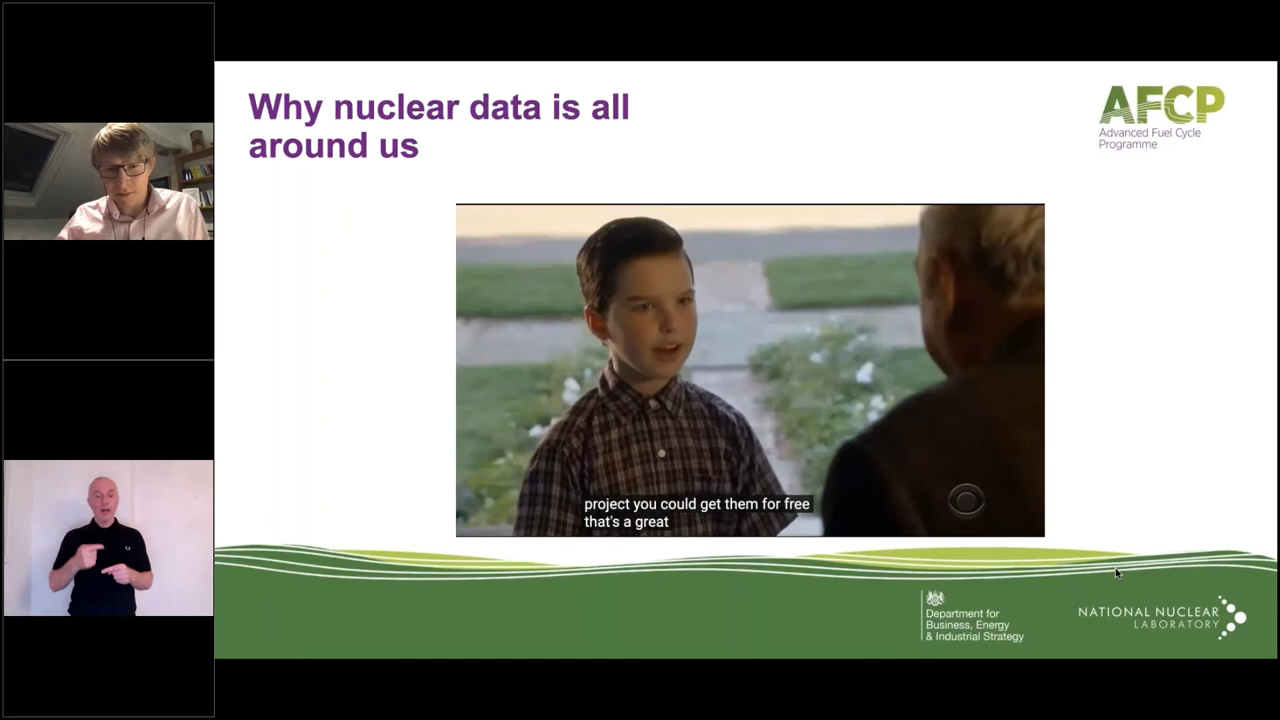 Why nuclear data is all
around us
AFCP
Advanced Fuel Cycle
Programme
project you could get them for free
that's a great
Department for
Business, Energy
& Industrial Strategy
NATIONAL NUCLEAR
LABORATORY